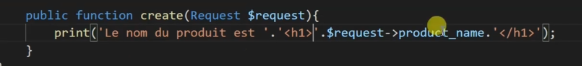 public function create(Request $request){
print('Le nom du produit est '.'<h1>'.$request->product_name.'</h1>');
}